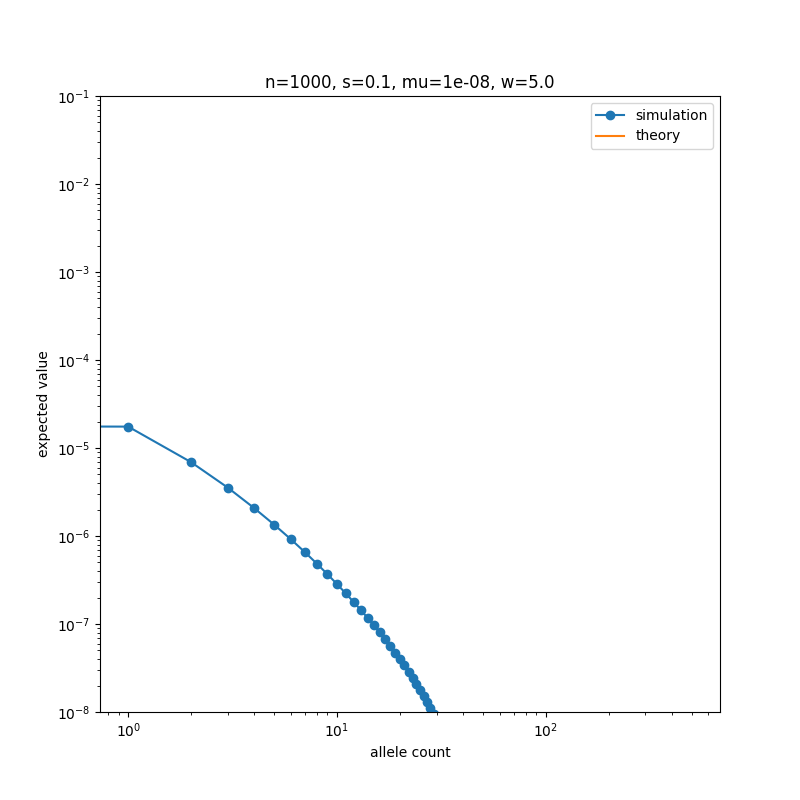 n=1000, s=0.1, mu=1e-08, w=5.0
simulation
theory
10⁻¹
10⁻²
10⁻³
10⁻⁴
10⁻⁵
10⁻⁶
10⁻⁷
10⁻⁸
expected value
10⁰ 10¹ 10²
allele count